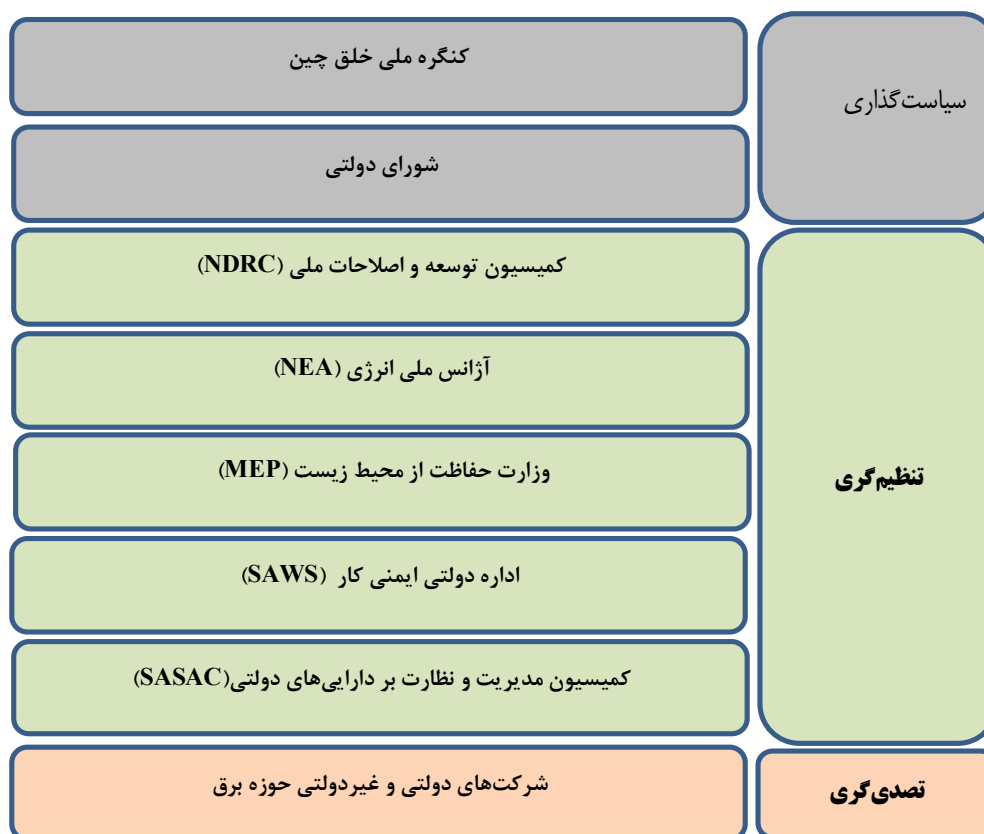 سیاست‌گذاری
کنگره ملی خلق چین
شورای دولتی
تنظیم‌گری
کمیسیون توسعه و اصلاحات ملی (NDRC)
آژانس ملی انرژی (NEA)
وزارت حفاظت از محیط زیست (MEP)
اداره دولتی ایمنی کار (SAWS)
کمیسیون مدیریت و نظارت بر دارایی‌های دولتی(SASAC)
تصدی‌گری
شرکت‌های دولتی و غیردولتی حوزه برق